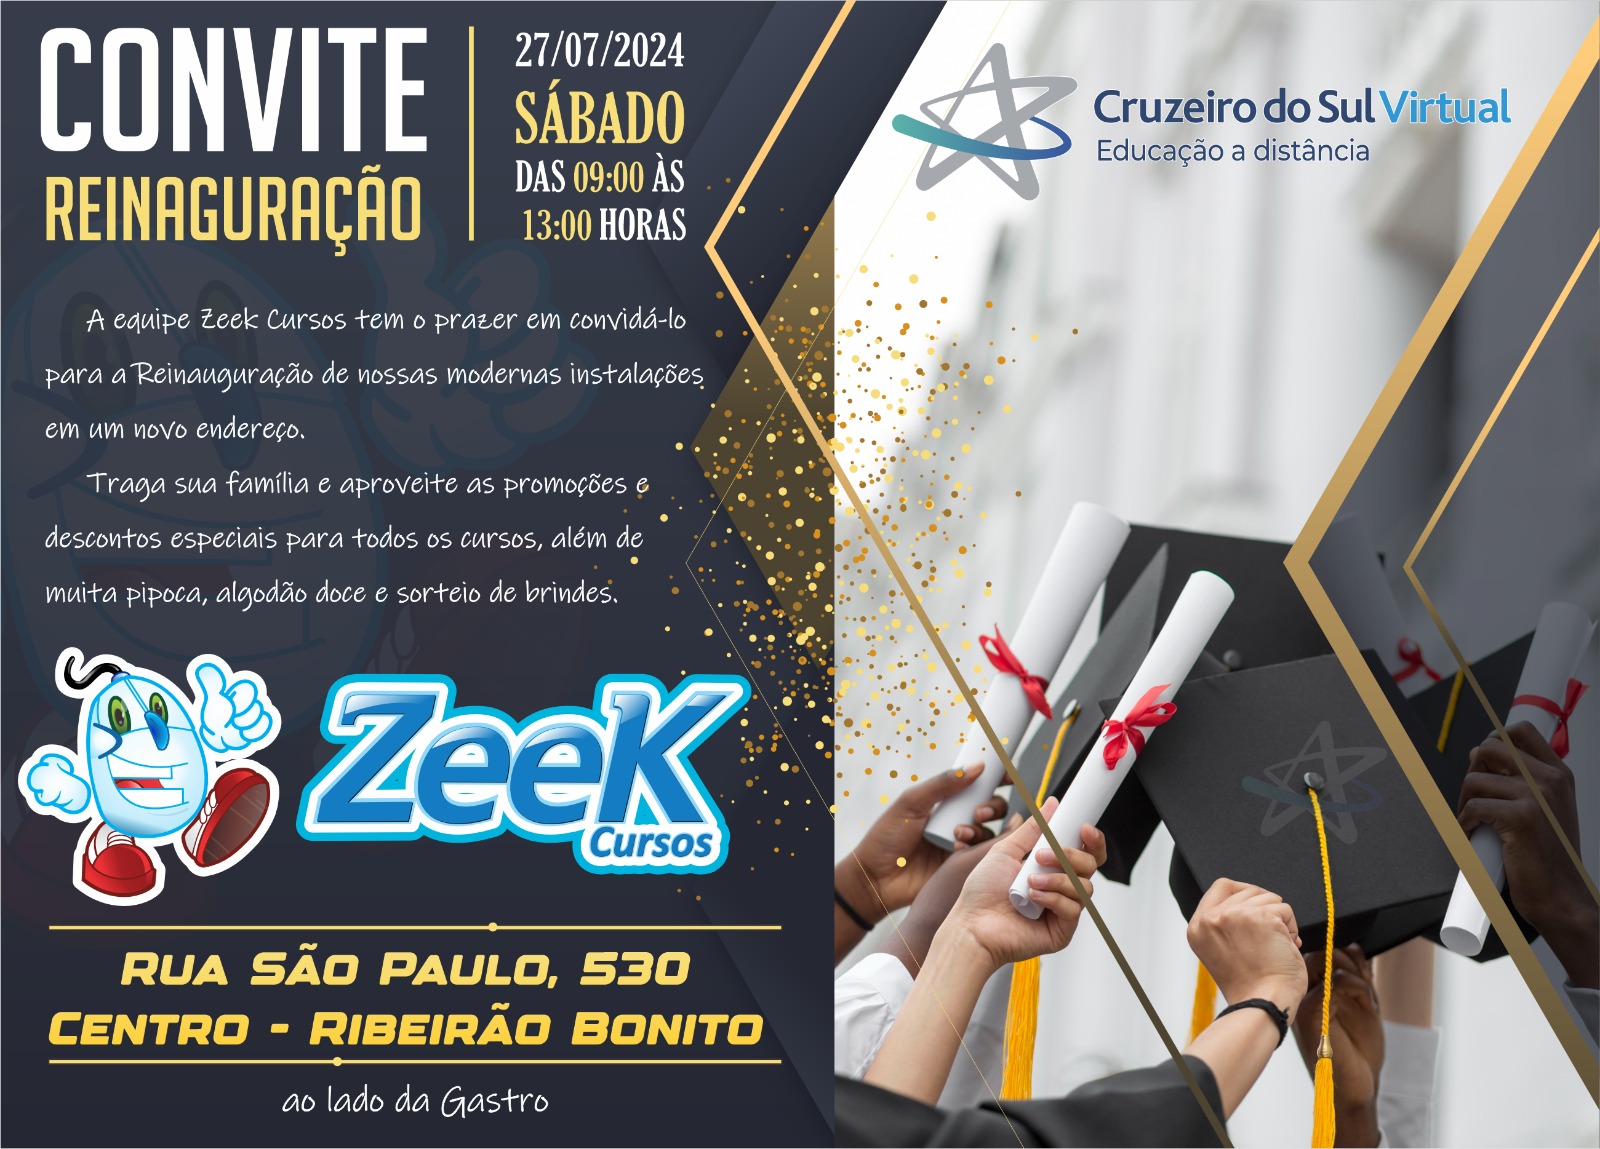 CONVITE
REINAGURAÇÃO
27/07/2024
SÁBADO
DAS 09:00 ÀS
13:00 HORAS
Cruzeiro do Sul Virtual
Educação a distância
A equipe Zeek Cursos tem o prazer em convidá-lo
para a Reinauguração de nossas modernas instalações
em um novo endereço.
Traga sua família e aproveite as promoções e
descontos especiais para todos os cursos, além de
muita pipoca, algodão doce e sorteio de brindes.
Zeek
Cursos
RUA SÃO PAULO, 530
CENTRO - RIBEIRÃO BONITO
ao lado da Gastro